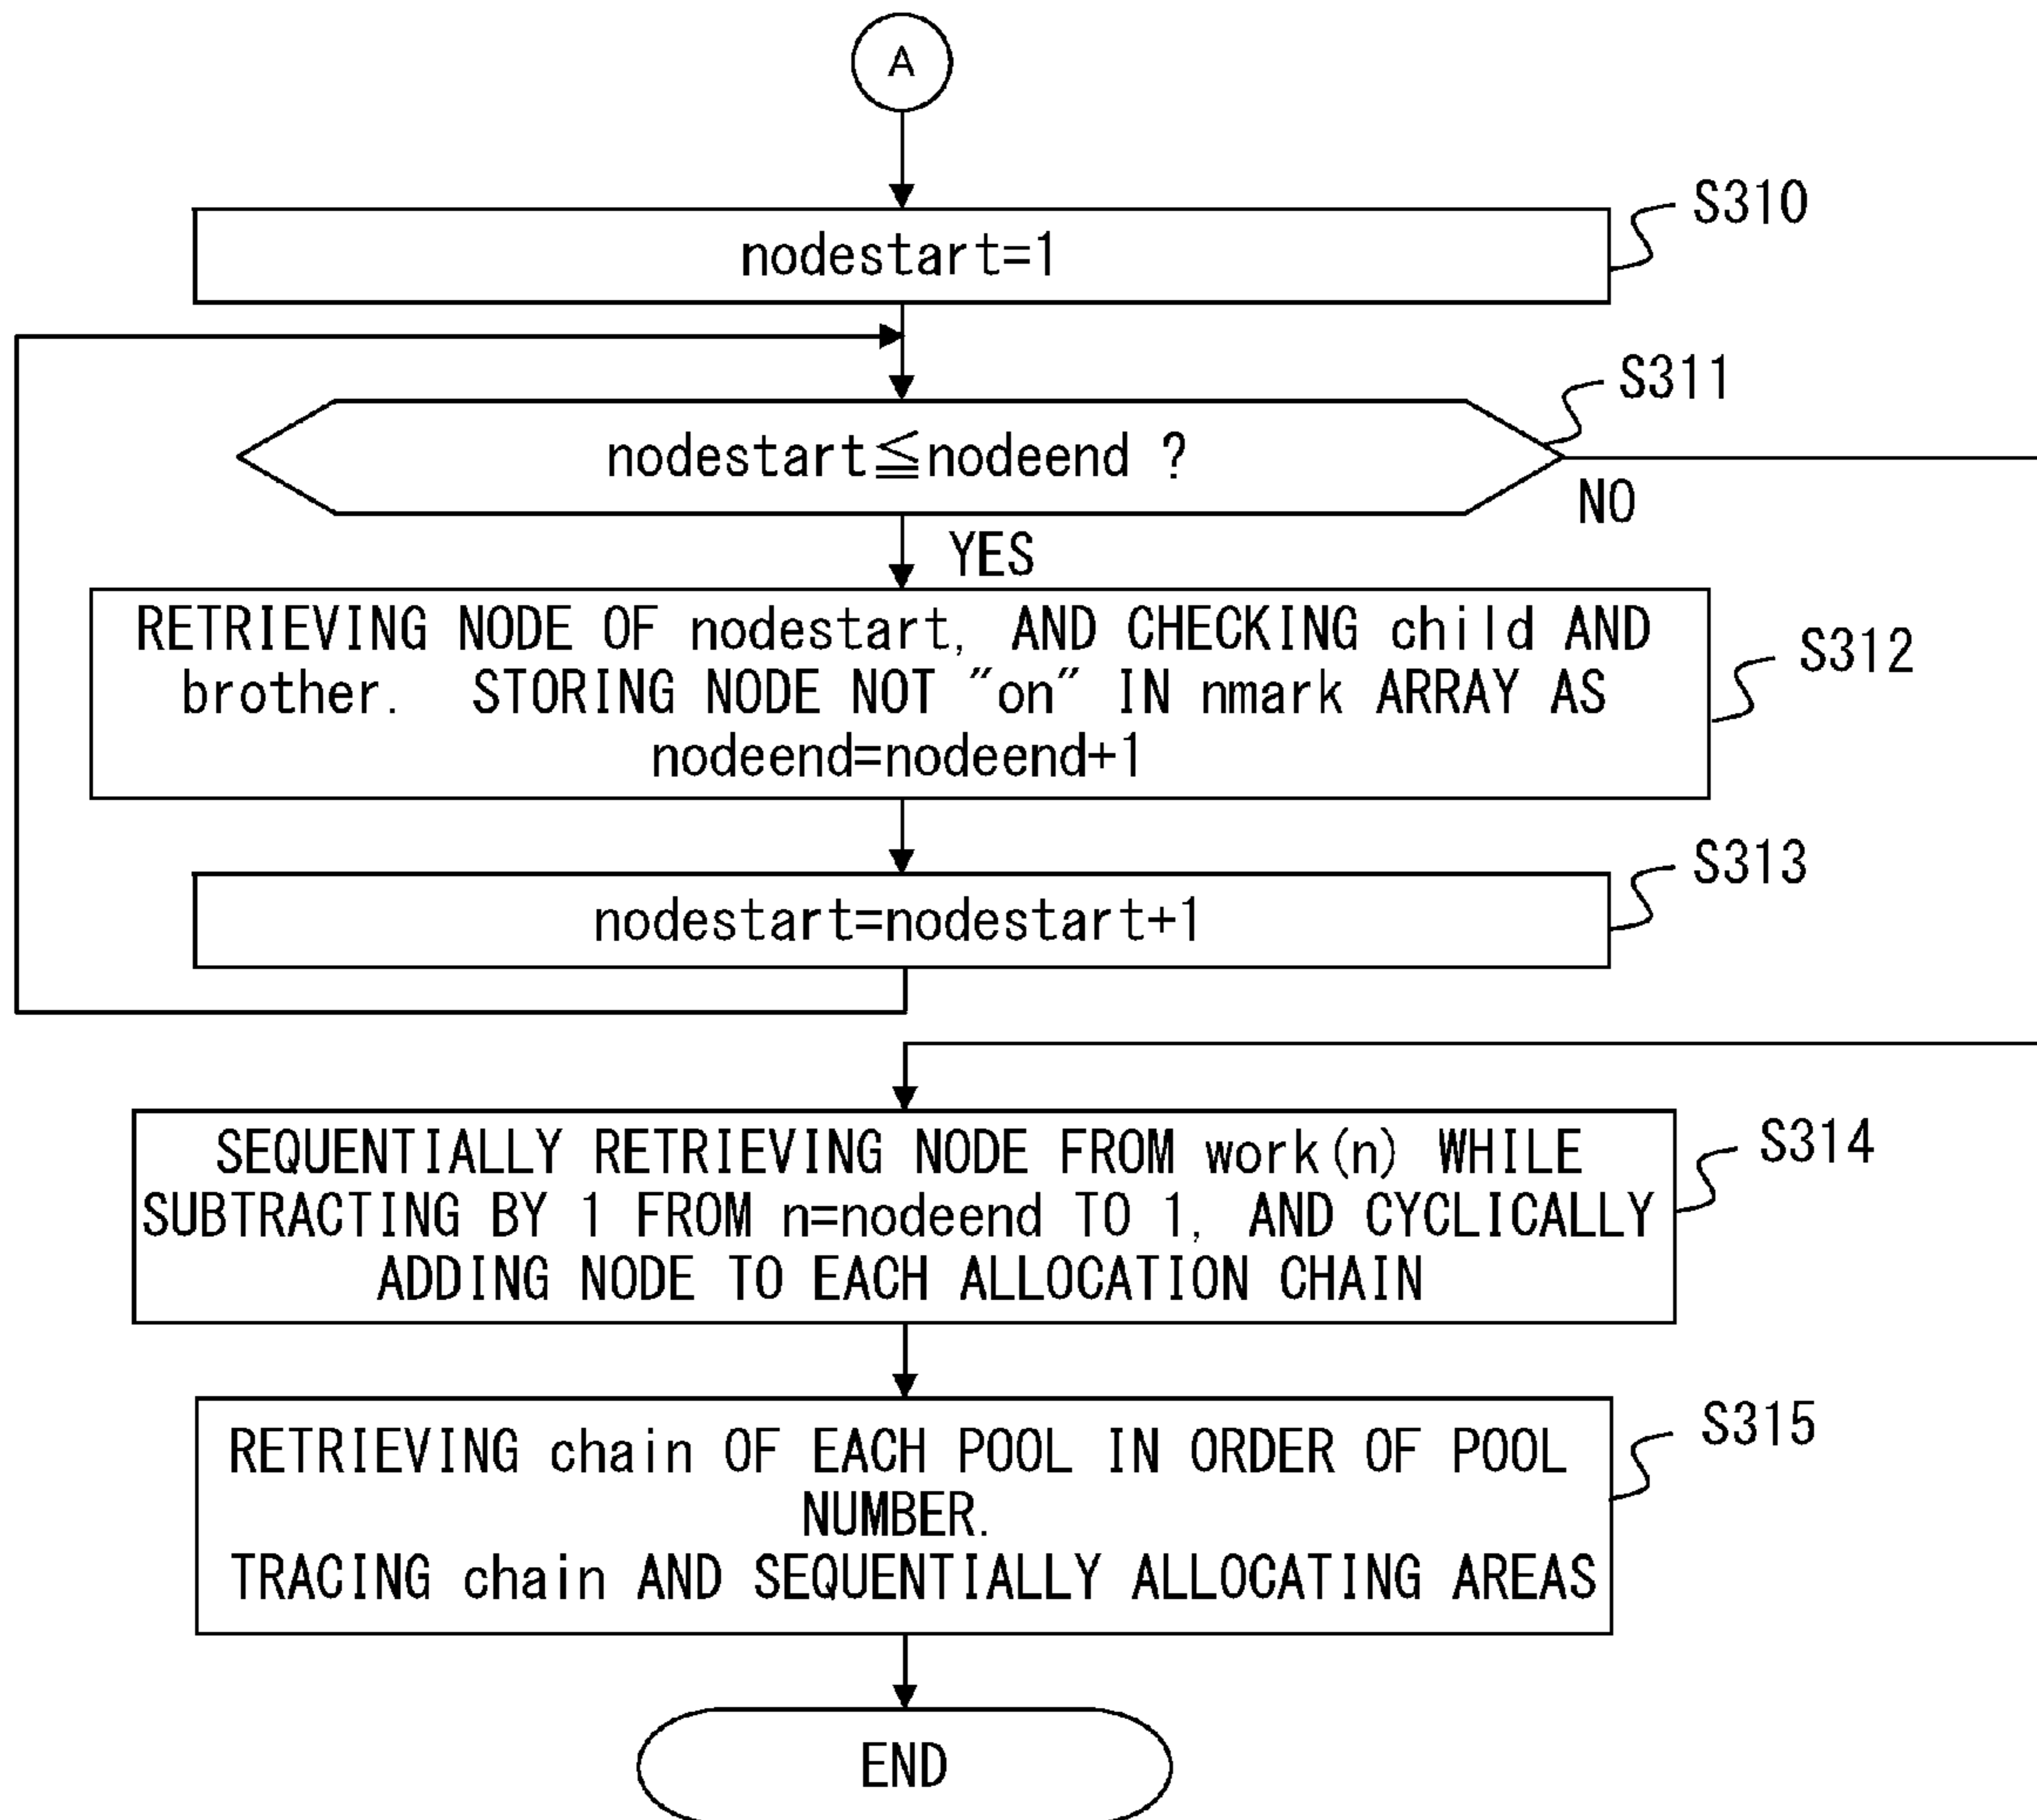 A
S310
nodestart=1
S311
nodestart≦nodeend ?
NO
YES
RETRIEVING NODE OF nodestart, AND CHECKING child AND
brother. STORING NODE NOT "on" IN nmark ARRAY AS
nodeend=nodeend+1
S312
S313
nodestart=nodestart+1
SEQUENTIALLY RETRIEVING NODE FROM work(n) WHILE
SUBTRACTING BY 1 FROM n=nodeend TO 1, AND CYCLICALLY
ADDING NODE TO EACH ALLOCATION CHAIN
S314
RETRIEVING chain OF EACH POOL IN ORDER OF POOL
NUMBER.
TRACING chain AND SEQUENTIALLY ALLOCATING AREAS
S315
END